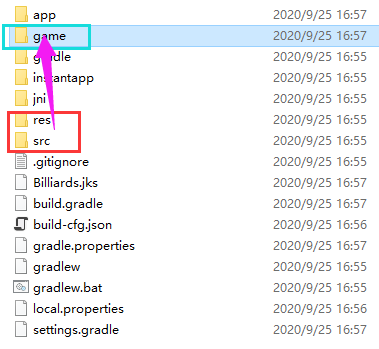 app 2020/9/25 16:57
game 2020/9/25 16:57
gradle 2020/9/25 16:55
instantapp 2020/9/25 16:55
jni 2020/9/25 16:55
res 2020/9/25 16:55
src 2020/9/25 16:55
.gitignore 2020/9/25 16:55
Billiards.jks 2020/9/25 16:57
build.gradle 2020/9/25 16:57
build-cfg.json 2020/9/25 16:56
gradle.properties 2020/9/25 16:56
gradlew 2020/9/25 16:55
gradlew.bat 2020/9/25 16:55
local.properties 2020/9/25 16:56
settings.gradle 2020/9/25 16:57